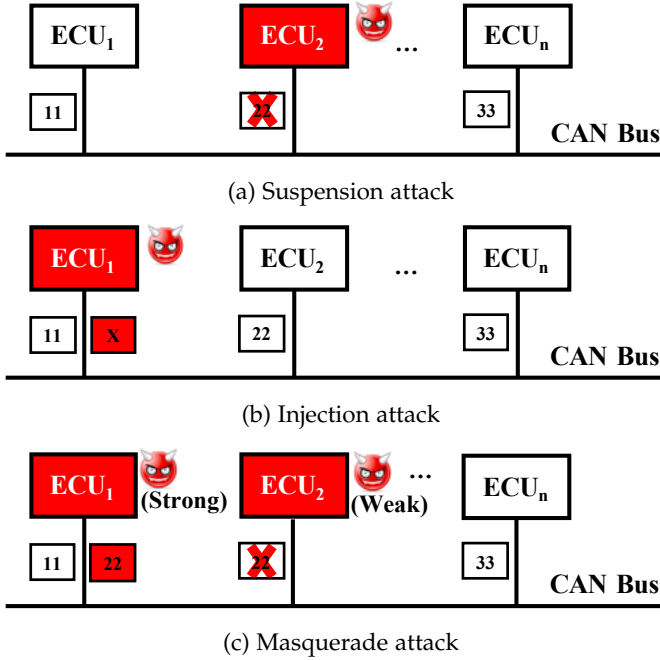 ECU₁ ECU₂ ... ECUₙ
11 22 33
CAN Bus
(a) Suspension attack
ECU₁ ECU₂ ... ECUₙ
11 X 22 33
CAN Bus
(b) Injection attack
ECU₁ (Strong) ECU₂ (Weak) ... ECUₙ
11 22 22 33
CAN Bus
(c) Masquerade attack